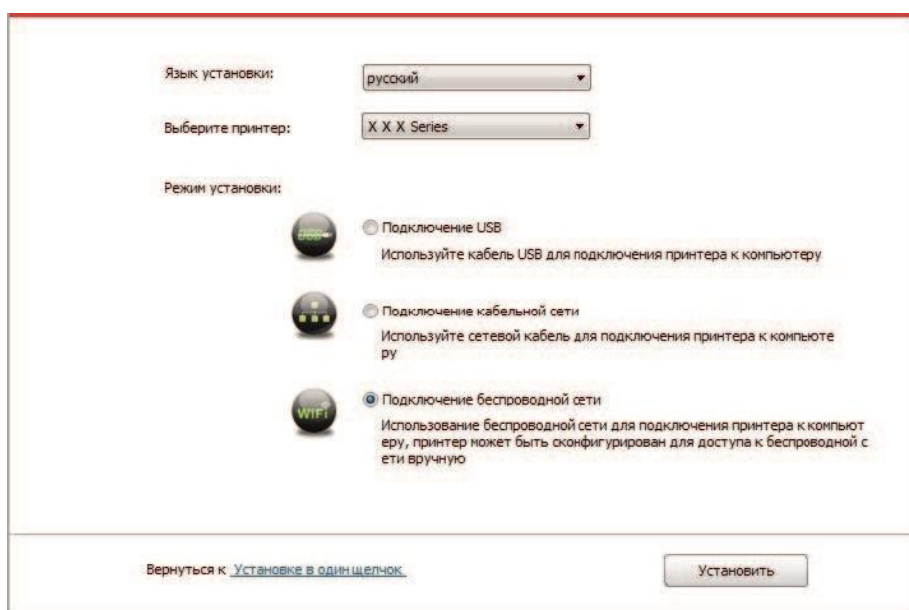 Язык установки:
русский
Выберите принтер:
X X X Series
Режим установки:
USB
Подключение USB
Используйте кабель USB для подключения принтера к компьютеру
Подключение кабельной сети
Используйте сетевой кабель для подключения принтера к компьюте
ру
WiFi
Подключение беспроводной сети
Использование беспроводной сети для подключения принтера к компьют
еру, принтер может быть сконфигурирован для доступа к беспроводной с
ети вручную
Вернуться к Установке в один щелчок
Установить